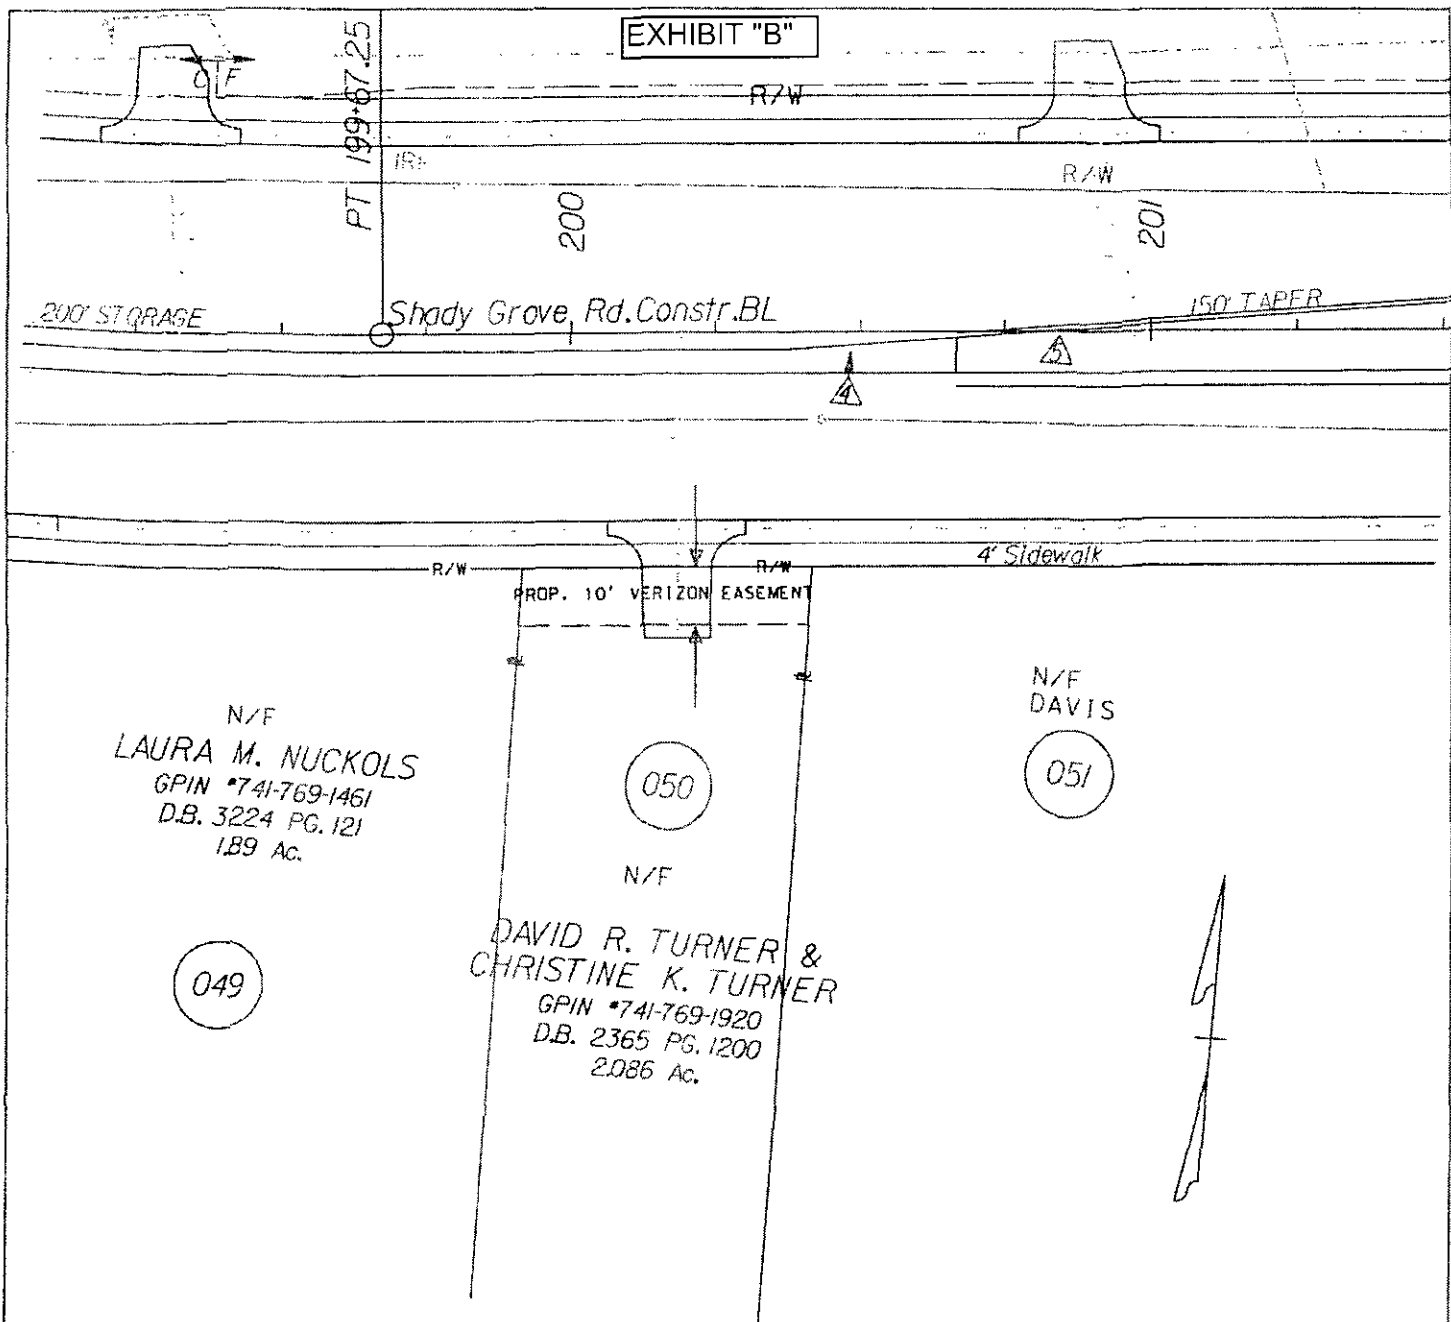 EXHIBIT "B"
C F
PT 199+67.25
R/W
R/W
200
201
200' STORAGE
Shady Grove Rd. Constr. BL
150' TAPER
4
5
4' Sidewalk
R/W
R/W
PROP. 10' VERIZON EASEMENT
N/F
LAURA M. NUCKOLS
GPIN #741-769-1461
D.B. 3224 PG. 121
1.89 Ac.
049
050
N/F
DAVID R. TURNER &
CHRISTINE K. TURNER
GPIN #741-769-1920
D.B. 2365 PG. 1200
2.086 Ac.
N/F
DAVIS
051